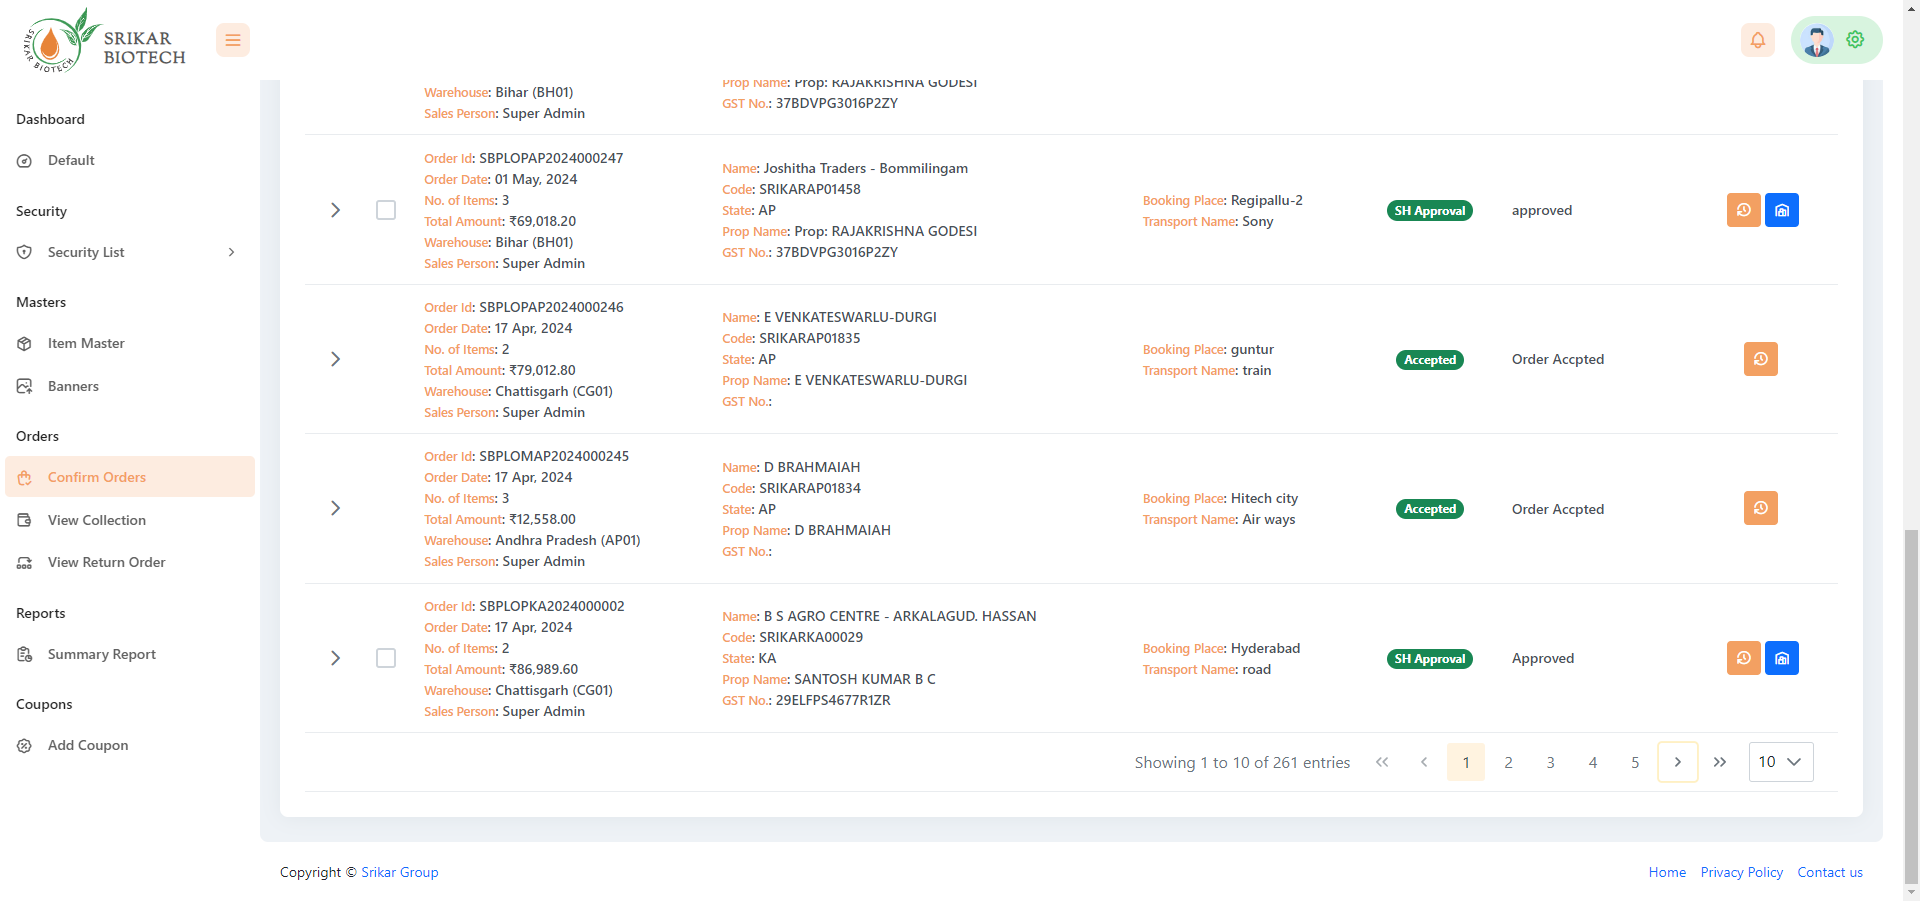 SRIKAR
BIOTECH
SRIKAR BIOTECH
Dashboard
Default
Security
Security List
Masters
Item Master
Banners
Orders
Confirm Orders
View Collection
View Return Order
Reports
Summary Report
Coupons
Add Coupon
Warehouse: Bihar (BH01)
Sales Person: Super Admin
Prop Name: Prop: RAJAKRISHNA GODESI
GST No.: 37BDVPG3016P2ZY
Order Id: SBPLOPAP2024000247
Order Date: 01 May, 2024
No. of Items: 3
Total Amount: ₹69,018.20
Warehouse: Bihar (BH01)
Sales Person: Super Admin
Name: Joshitha Traders - Bommilingam
Code: SRIKARAP01458
State: AP
Prop Name: Prop: RAJAKRISHNA GODESI
GST No.: 37BDVPG3016P2ZY
Booking Place: Regipallu-2
Transport Name: Sony
SH Approval
approved
Order Id: SBPLOPAP2024000246
Order Date: 17 Apr, 2024
No. of Items: 2
Total Amount: ₹79,012.80
Warehouse: Chattisgarh (CG01)
Sales Person: Super Admin
Name: E VENKATESWARLU-DURGI
Code: SRIKARAP01835
State: AP
Prop Name: E VENKATESWARLU-DURGI
GST No.:
Booking Place: guntur
Transport Name: train
Accepted
Order Accpted
Order Id: SBPLOMAP2024000245
Order Date: 17 Apr, 2024
No. of Items: 3
Total Amount: ₹12,558.00
Warehouse: Andhra Pradesh (AP01)
Sales Person: Super Admin
Name: D BRAHMAIAH
Code: SRIKARAP01834
State: AP
Prop Name: D BRAHMAIAH
GST No.:
Booking Place: Hitech city
Transport Name: Air ways
Accepted
Order Accpted
Order Id: SBPLOPKA2024000002
Order Date: 17 Apr, 2024
No. of Items: 2
Total Amount: ₹86,989.60
Warehouse: Chattisgarh (CG01)
Sales Person: Super Admin
Name: B S AGRO CENTRE - ARKALAGUD. HASSAN
Code: SRIKARKA00029
State: KA
Prop Name: SANTOSH KUMAR B C
GST No.: 29ELFPS4677R1ZR
Booking Place: Hyderabad
Transport Name: road
SH Approval
Approved
Showing 1 to 10 of 261 entries
1 2 3 4 5
10
Copyright © Srikar Group
Home Privacy Policy Contact us